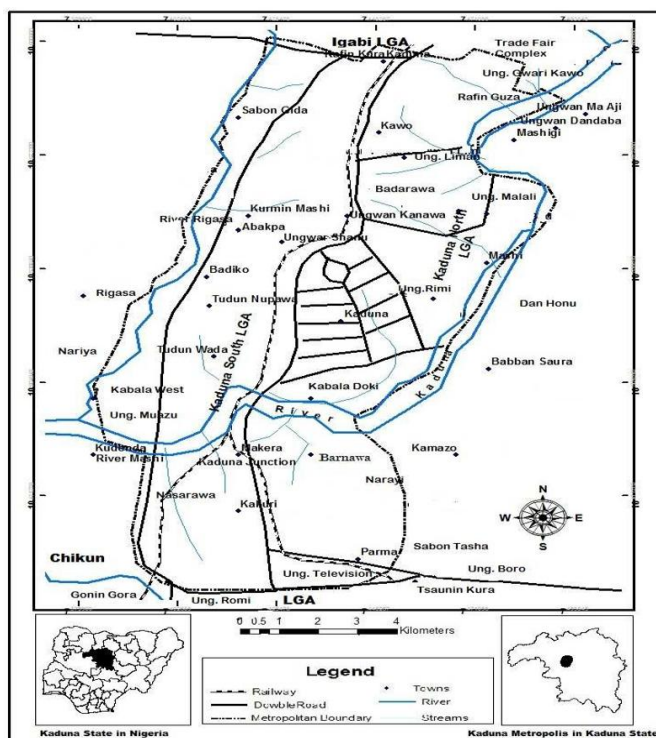 Igabi LGA
Rafin Kura Kaduna
Trade Fair
Complex
Ung. Gwari Kawo
Rafin Guza
Ungwan Ma Aji
Ungwan Dandaba
Mashigi
Sabon Gida
Kawo
Ung. Liman
Badarawa
Ung. Malali
Kurmin Mashi
River Rigasa
Abakpa
Ungwan Kanawa
Ungwar Shanu
Kaduna North
LGA
Mashi
Badiko
Rigasa
Tudun Nupawa
Ung.Rimi
Dan Honu
Kaduna
Nariya
Tudun Wada
Kaduna South LGA
Babban Saura
Kabala West
Kabala Doki
Kaduna
River
Ung. Muazu
Kudenda
River Mashi
Makera
Kaduna Junction
Barnawa
Kamazo
Narayi
Nasarawa
Kakuri
N
W
E
S
Chikun
Parma
Sabon Tasha
Ung. Television
Ung. Boro
Gonin Gora
Ung. Romi
LGA
Tsaunin Kura
0 0.5 1 2 3 4
Kilometers
Legend
Railway
Dowble Road
Metropolitan Boundary
Towns
River
Streams
Kaduna State in Nigeria
Kaduna Metropolis in Kaduna State